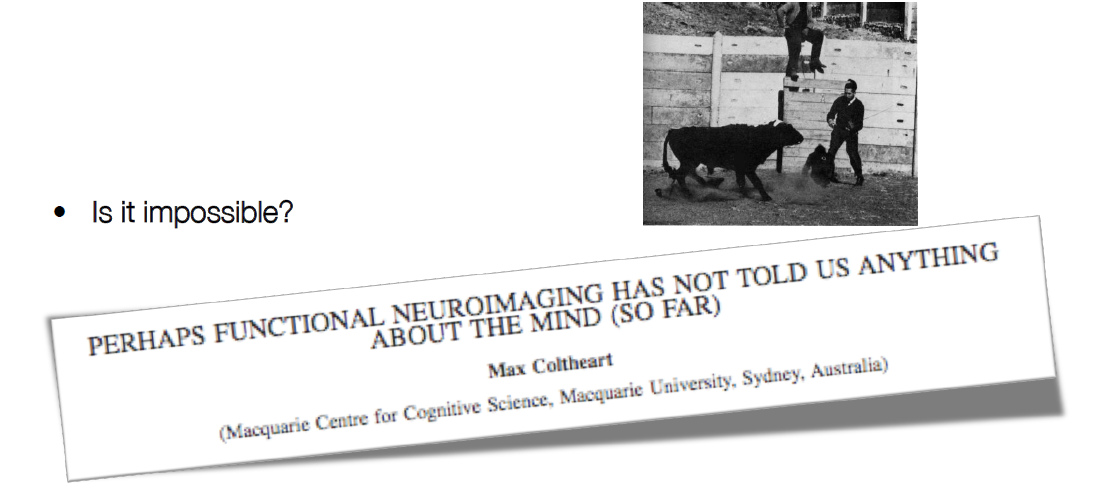 • Is it impossible?
PERHAPS FUNCTIONAL NEUROIMAGING HAS NOT TOLD US ANYTHING
ABOUT THE MIND (SO FAR)
Max Coltheart
(Macquarie Centre for Cognitive Science, Macquarie University, Sydney, Australia)